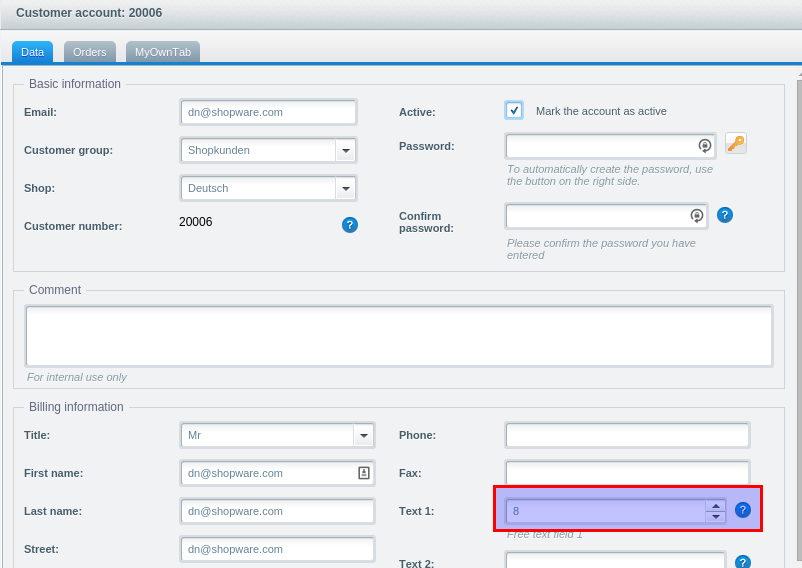 Customer account: 20006
Data Orders MyOwnTab
Basic information
Email: dn@shopware.com Active: Mark the account as active
Customer group: Shopkunden Password:
To automatically create the password, use
the button on the right side.
Shop: Deutsch
Customer number: 20006 ? Confirm
password: ?
Please confirm the password you have
entered
Comment
For internal use only
Billing information
Title: Mr Phone:
First name: dn@shopware.com Fax:
Last name: dn@shopware.com Text 1: 8 ?
Free text field 1
Street: dn@shopware.com Text 2: ?